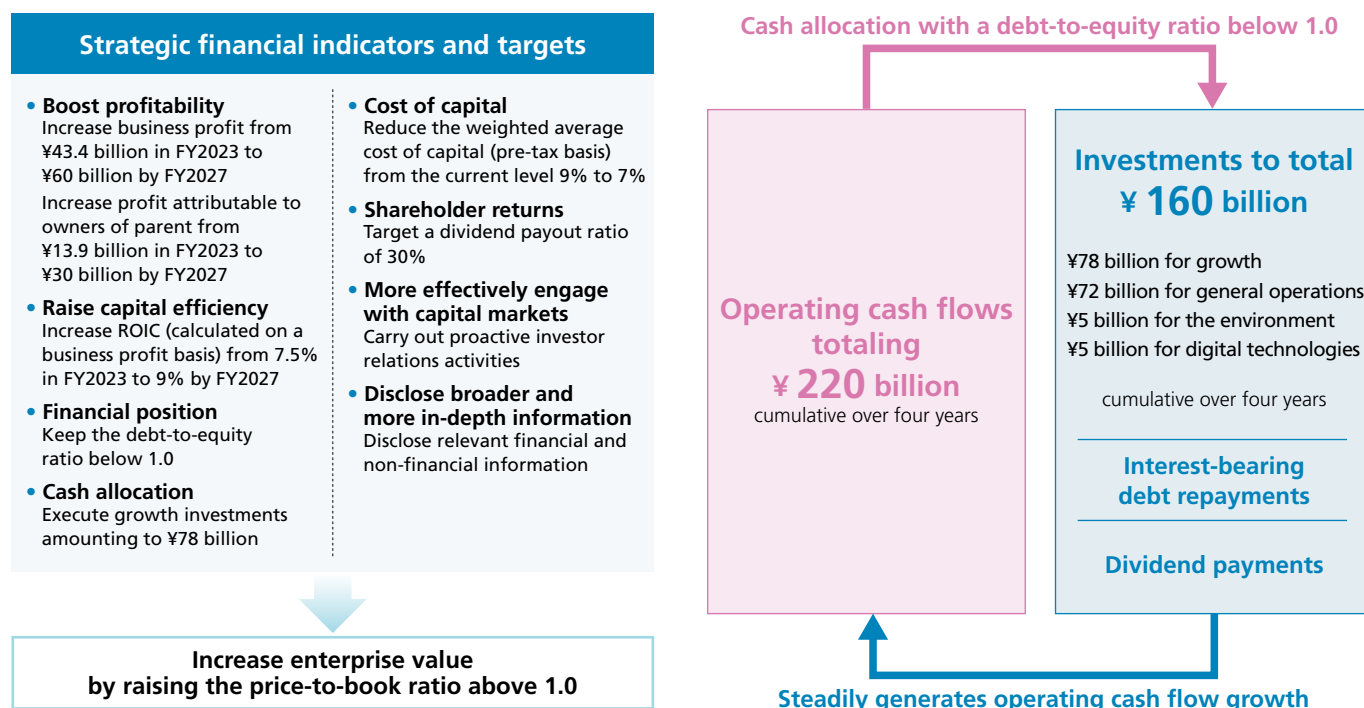 Strategic financial indicators and targets
• Boost profitability
Increase business profit from
¥43.4 billion in FY2023 to
¥60 billion by FY2027
Increase profit attributable to
owners of parent from
¥13.9 billion in FY2023 to
¥30 billion by FY2027
• Raise capital efficiency
Increase ROIC (calculated on a
business profit basis) from 7.5%
in FY2023 to 9% by FY2027
• Financial position
Keep the debt-to-equity
ratio below 1.0
• Cash allocation
Execute growth investments
amounting to ¥78 billion
• Cost of capital
Reduce the weighted average
cost of capital (pre-tax basis)
from the current level 9% to 7%
• Shareholder returns
Target a dividend payout ratio
of 30%
• More effectively engage
with capital markets
Carry out proactive investor
relations activities
• Disclose broader and
more in-depth information
Disclose relevant financial and
non-financial information
Increase enterprise value
by raising the price-to-book ratio above 1.0
Cash allocation with a debt-to-equity ratio below 1.0
Operating cash flows
totaling
¥ 220 billion
cumulative over four years
Investments to total
¥ 160 billion
¥78 billion for growth
¥72 billion for general operations
¥5 billion for the environment
¥5 billion for digital technologies
cumulative over four years
Interest-bearing
debt repayments
Dividend payments
Steadily generates operating cash flow growth